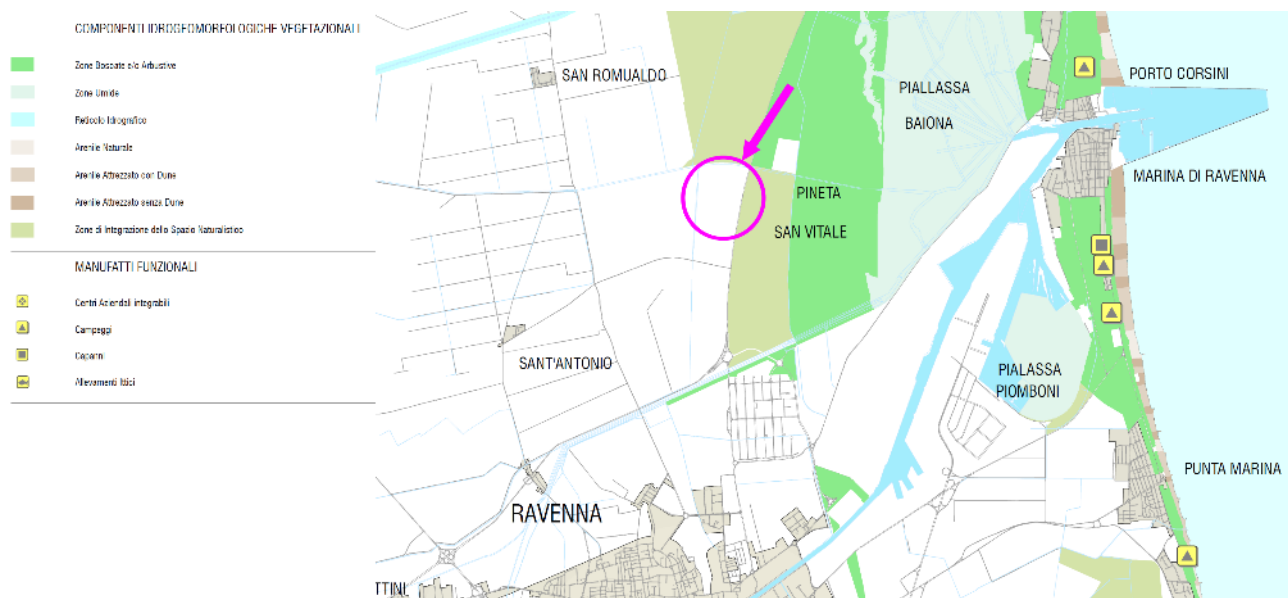 COMPONENTI IDROGEOMORFOLOGICHE VEGETAZIONALI
Zone Boscate e/o Arbustive
Zone Umide
Reticolo Idrografico
Arenile Naturale
Arenile Attrezzato con Dune
Arenile Attrezzato senza Dune
Zone di Integrazione dello Spazio Naturalistico
MANUFATTI FUNZIONALI
Centri Aziendali integrabili
Campeggi
Capanni
Allevamenti Ittici
SAN ROMUALDO
PIALLASSA
BAIONA
PORTO CORSINI
MARINA DI RAVENNA
PINETA
SAN VITALE
SANT'ANTONIO
PIALASSA
PIOMBONI
PUNTA MARINA
RAVENNA
TTINI